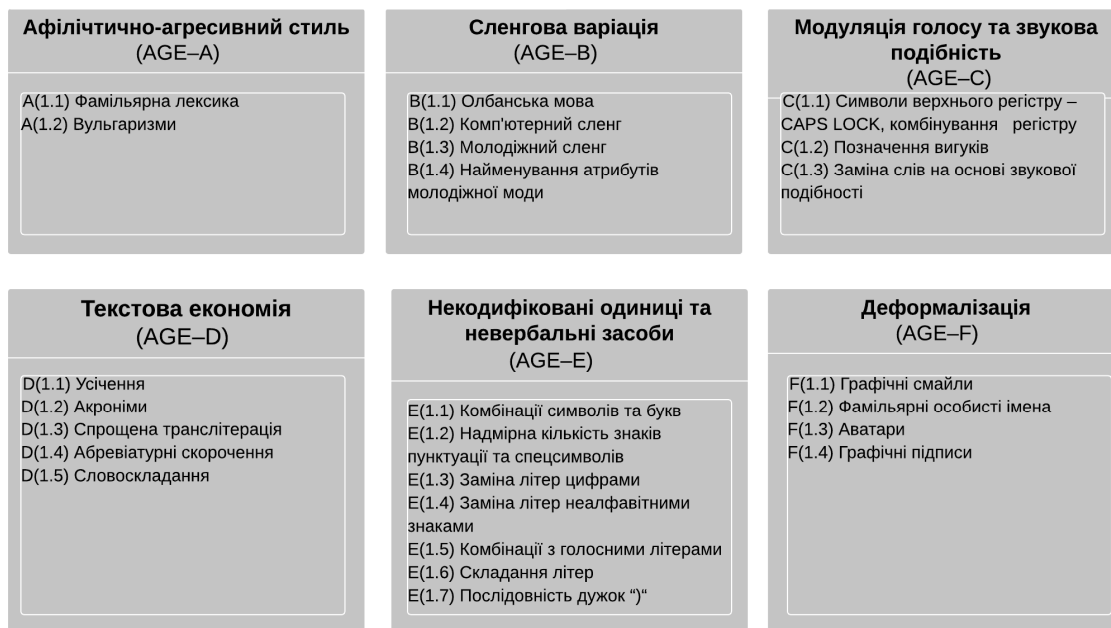 Афілічтично-агресивний стиль
(AGE–A)
A(1.1) Фамільярна лексика
A(1.2) Вульгаризми
Сленгова варіація
(AGE–B)
B(1.1) Олбанська мова
B(1.2) Комп'ютерний сленг
B(1.3) Молодіжний сленг
B(1.4) Найменування атрибутів
молодіжної моди
Модуляція голосу та звукова
подібність
(AGE–C)
C(1.1) Символи верхнього регістру –
CAPS LOCK, комбінування регістру
C(1.2) Позначення вигуків
C(1.3) Заміна слів на основі звукової
подібності
Текстова економія
(AGE–D)
D(1.1) Усічення
D(1.2) Акроніми
D(1.3) Спрощена транслітерація
D(1.4) Абревіатурні скорочення
D(1.5) Словоскладання
Некодифіковані одиниці та
невербальні засоби
(AGE–E)
E(1.1) Комбінації символів та букв
E(1.2) Надмірна кількість знаків
пунктуації та спецсимволів
E(1.3) Заміна літер цифрами
E(1.4) Заміна літер неалфавітними
знаками
E(1.5) Комбінації з голосними літерами
E(1.6) Складання літер
E(1.7) Послідовність дужок “)“
Деформалізація
(AGE–F)
F(1.1) Графічні смайли
F(1.2) Фамільярні особисті імена
F(1.3) Аватари
F(1.4) Графічні підписи